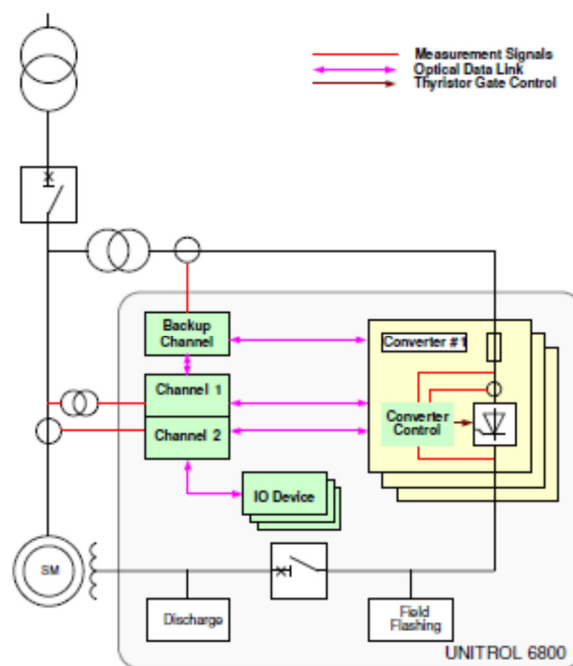 Measurement Signals
Optical Data Link
Thyristor Gate Control
Backup
Channel
Converter #1
Channel 1
Channel 2
Converter
Control
IO Device
SM
Discharge
Field
Flashing
UNITROL 6800